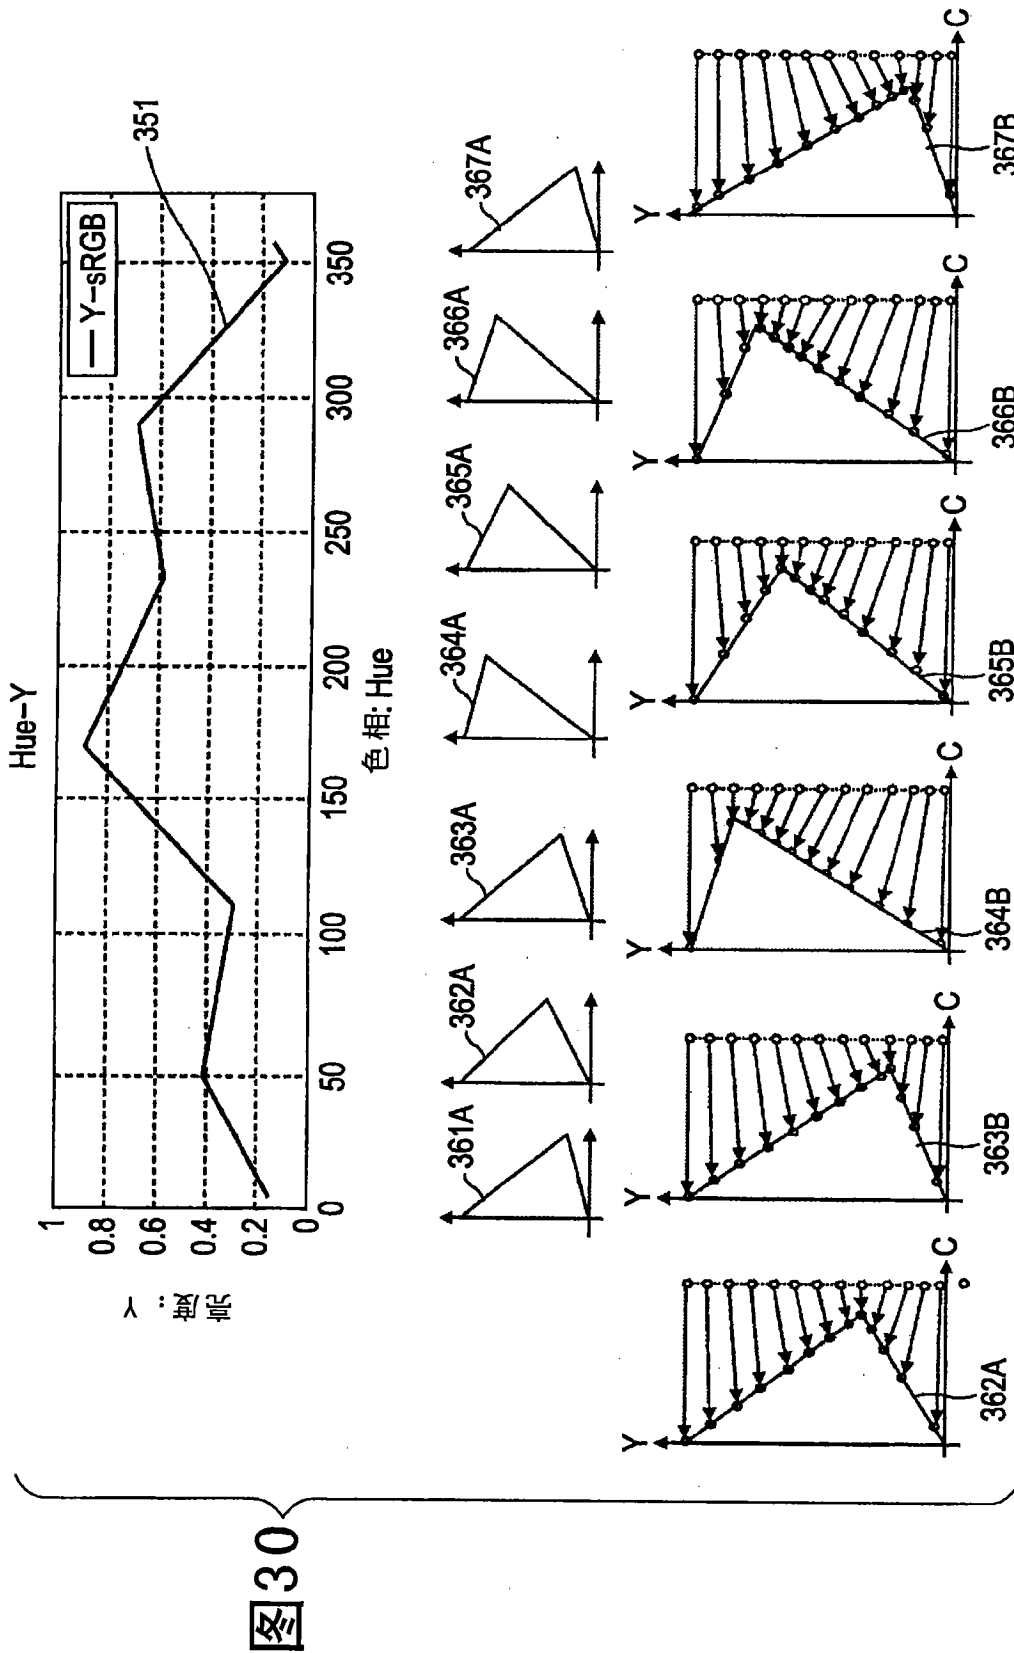 图30
Hue-Y
亮度：Y
1
0.8
0.6
0.4
0.2
0
Y-sRGB
351
0 50 100 150 200 250 300 350
色相: Hue
361A 362A 363A 364A 365A 366A 367A
Y C Y C Y C Y C Y C Y C
362A 363B 364B 365B 366B 367B